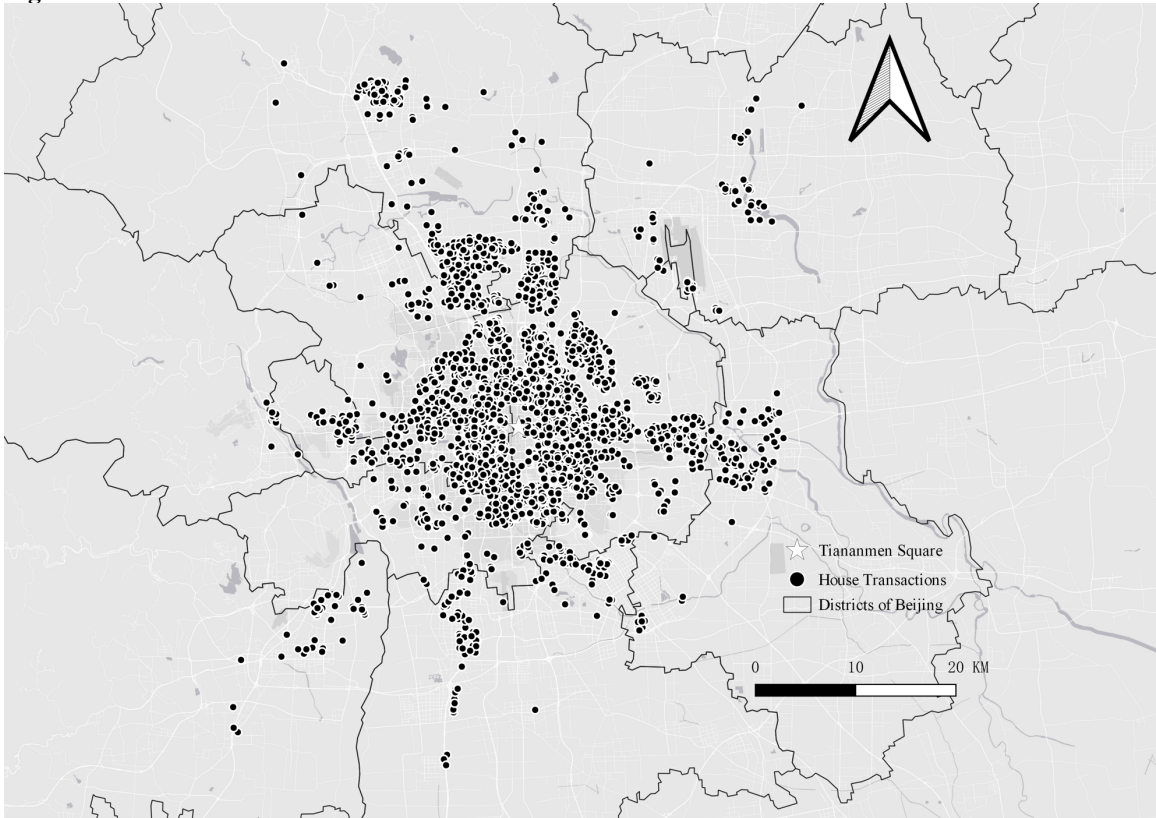 Tiananmen Square
House Transactions
Districts of Beijing
0 10 20 KM